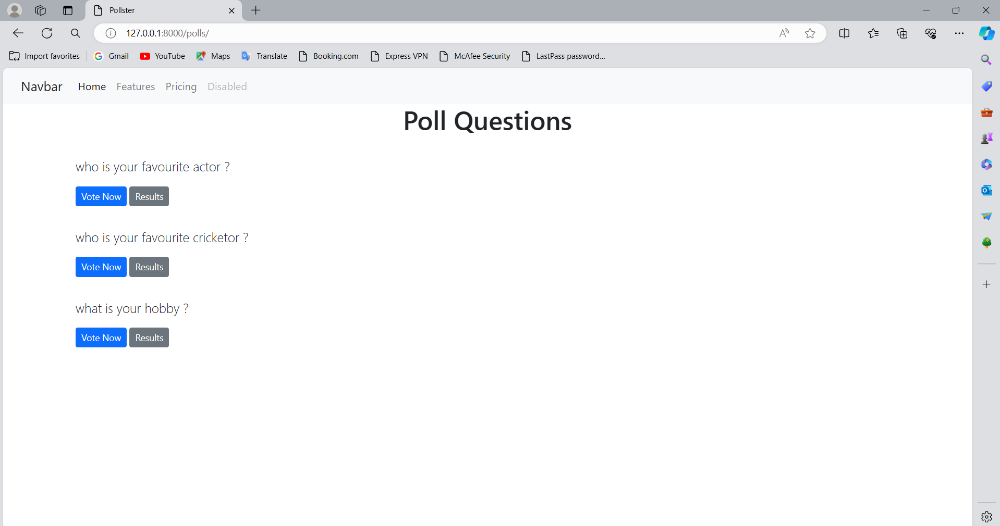 Pollster
127.0.0.1:8000/polls/
Import favorites Gmail YouTube Maps Translate Booking.com Express VPN McAfee Security LastPass password...
Navbar Home Features Pricing Disabled
Poll Questions
who is your favourite actor ?
Vote Now Results
who is your favourite cricketor ?
Vote Now Results
what is your hobby ?
Vote Now Results